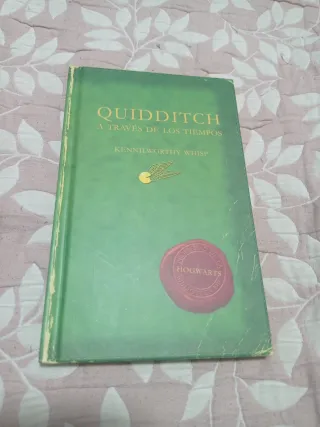 QUIDDITCH
A TRAVÉS DE LOS TIEMPOS
KENNILWORTHY WHISP
HOGWARTS